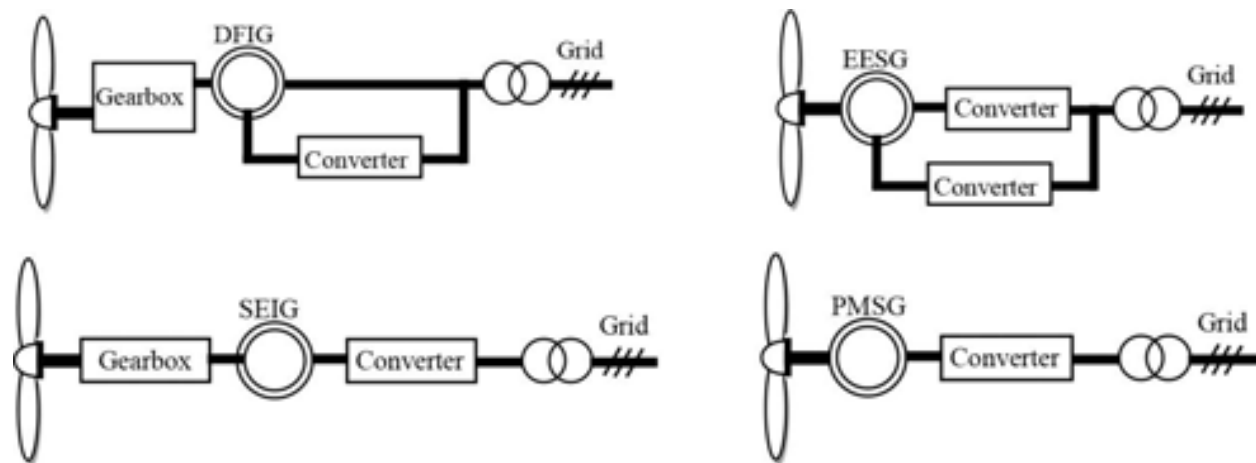 DFIG
Grid
Gearbox
Converter
EESG
Grid
Converter
Converter
SEIG
Grid
Gearbox
Converter
PMSG
Grid
Converter